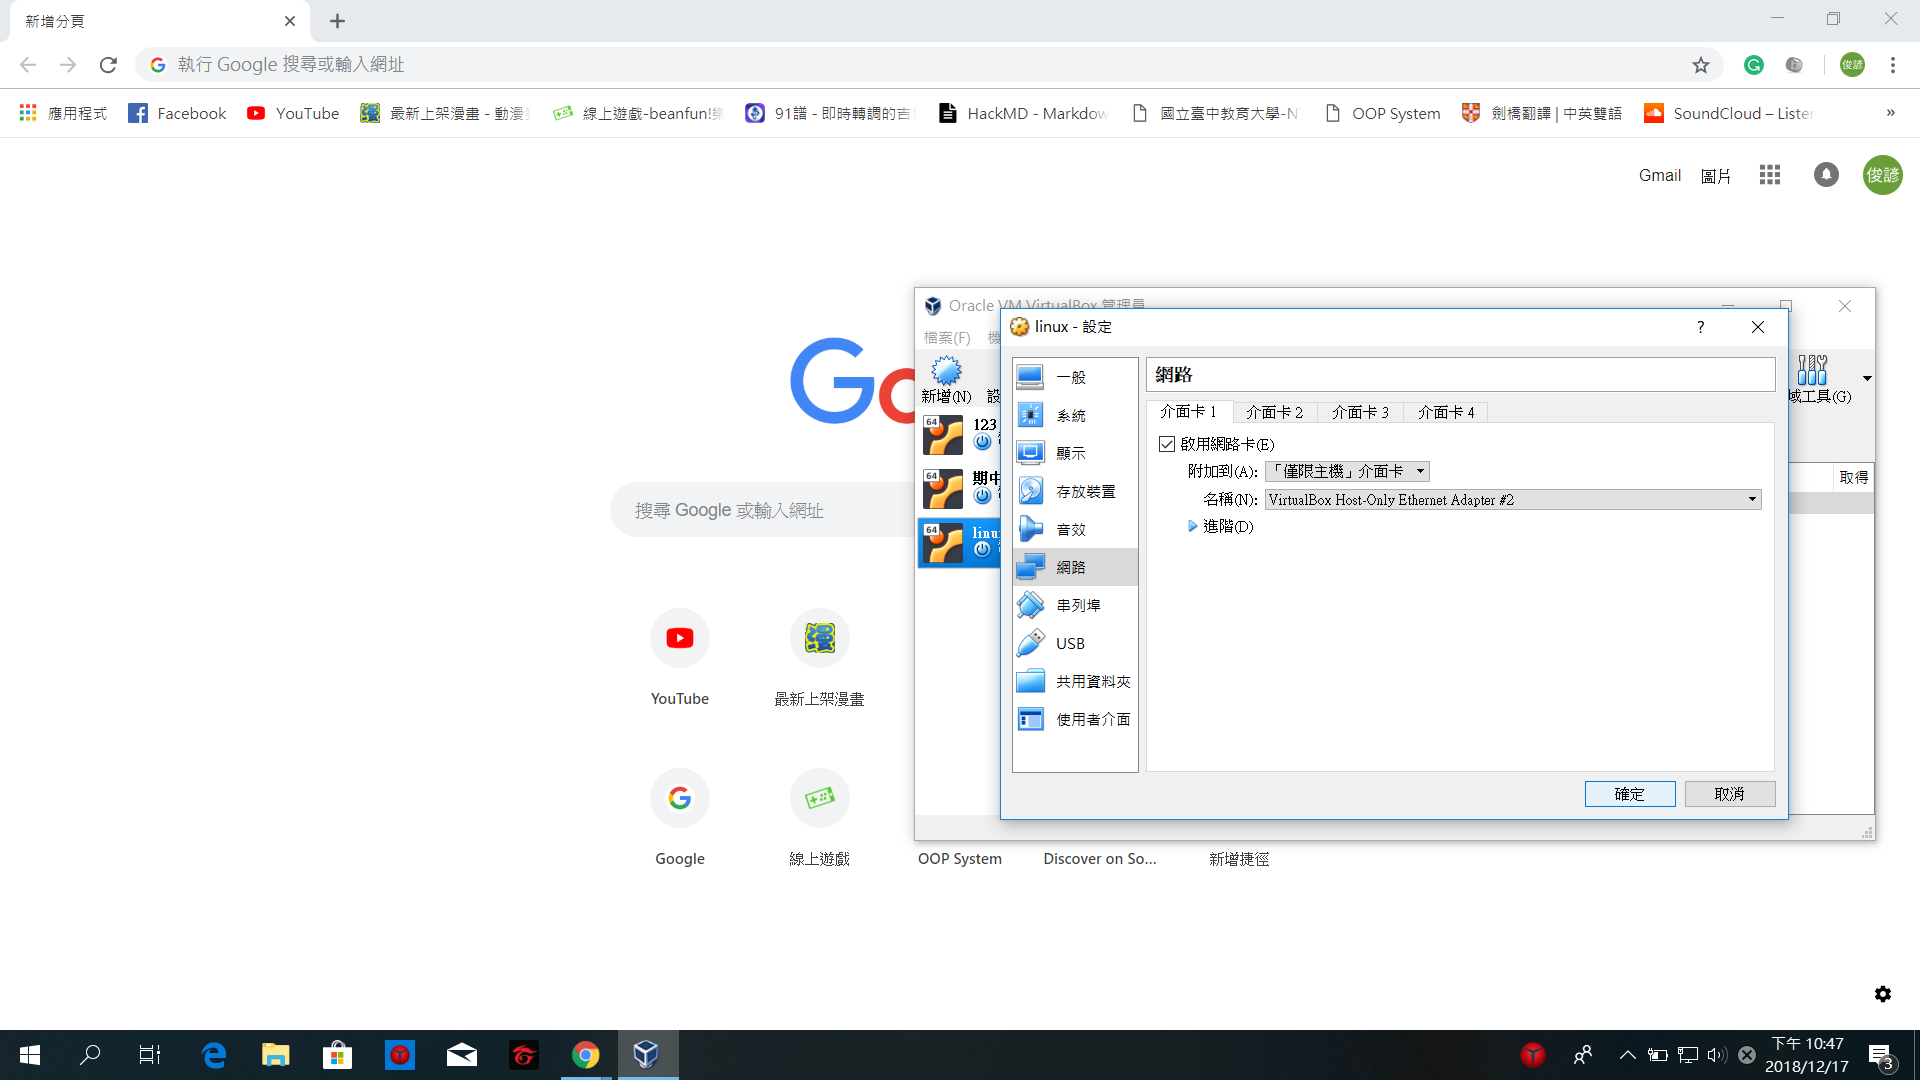 新增分頁
執行 Google 搜尋或輸入網址
俊諺
應用程式
Facebook
YouTube
最新上架漫畫 - 動漫
線上遊戲-beanfun!
91譜 - 即時轉調的吉
HackMD - Markdow
國立臺中教育大學-N
OOP System
劍橋翻譯 | 中英雙語
SoundCloud – Lister
»
Gmail
圖片
俊諺
Oracle VM VirtualBox 管理員
檔案(F)
新增(N)
設
域工具(G)
取得
64
123
64
期中
64
linu
linux - 設定
?
一般
系統
顯示
存放裝置
音效
網路
串列埠
USB
共用資料夾
使用者介面
網路
介面卡 1
介面卡 2
介面卡 3
介面卡 4
啟用網路卡(E)
附加到(A):
「僅限主機」介面卡
名稱(N):
VirtualBox Host-Only Ethernet Adapter #2
進階(D)
確定
取消
Go
搜尋 Google 或輸入網址
YouTube
漫
最新上架漫畫
Google
線上遊戲
OOP System
Discover on So...
新增捷徑
下午 10:47
2018/12/17
3